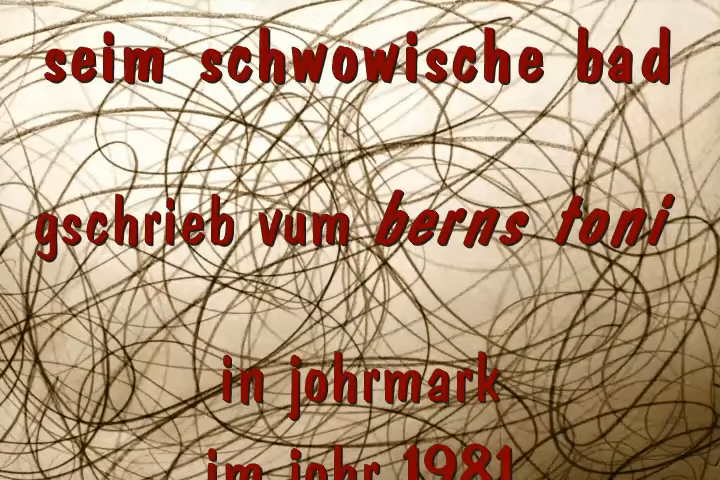 seim schwowische bad
gschrieb vum berns toni
in johrmark
im johr 1981